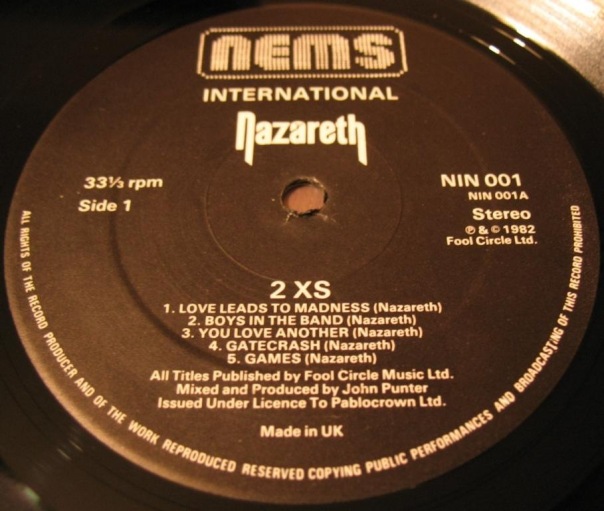 nems
INTERNATIONAL
Nazareth
33⅓ rpm
Side 1
NIN 001
NIN 001A
Stereo
℗ & © 1982
Fool Circle Ltd.
2 XS
1. LOVE LEADS TO MADNESS (Nazareth)
2. BOYS IN THE BAND (Nazareth)
3. YOU LOVE ANOTHER (Nazareth)
4. GATECRASH (Nazareth)
5. GAMES (Nazareth)
All Titles Published by Fool Circle Music Ltd.
Mixed and Produced by John Punter
Issued Under Licence To Pablocrown Ltd.
Made in UK
ALL RIGHTS OF THE RECORD PRODUCER AND OF THE WORK REPRODUCED RESERVED COPYING PUBLIC PERFORMANCES AND BROADCASTING OF THIS RECORD PROHIBITED